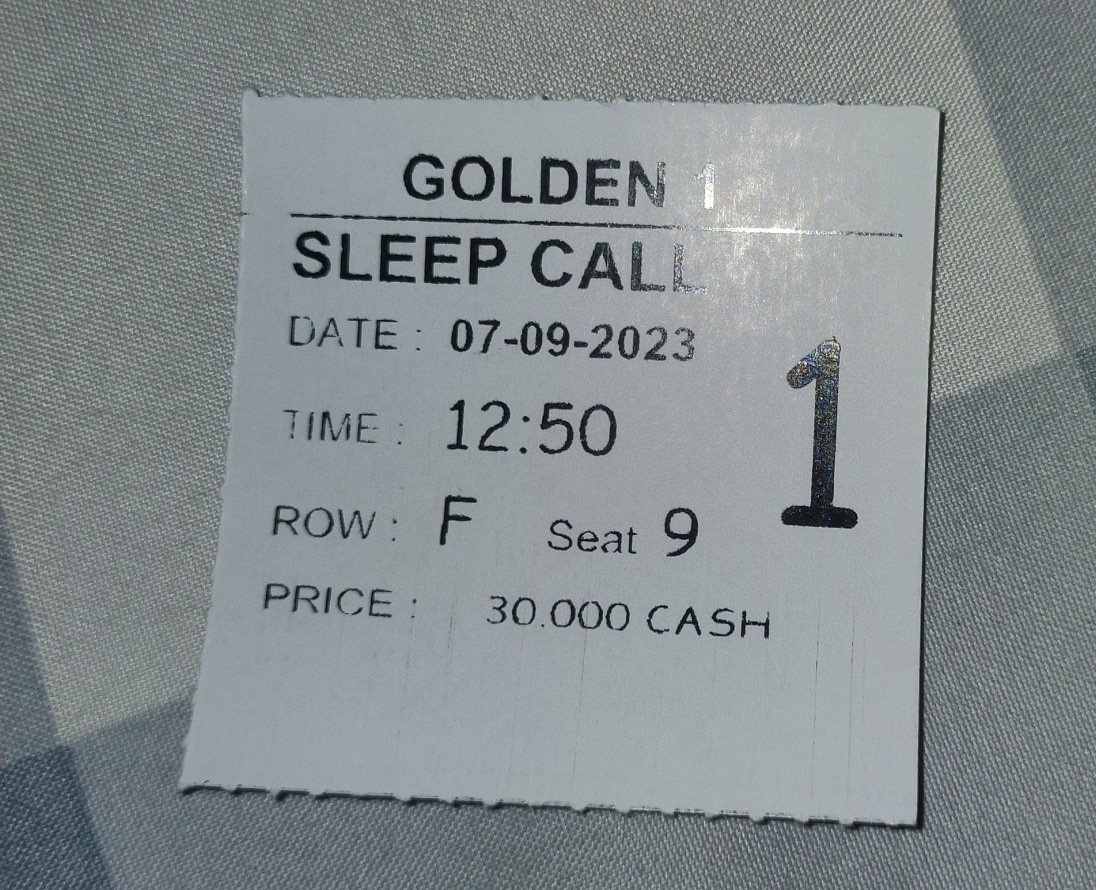 GOLDEN 1
SLEEP CALL
DATE : 07-09-2023
1
TIME : 12:50
ROW : F Seat 9
PRICE : 30.000 CASH